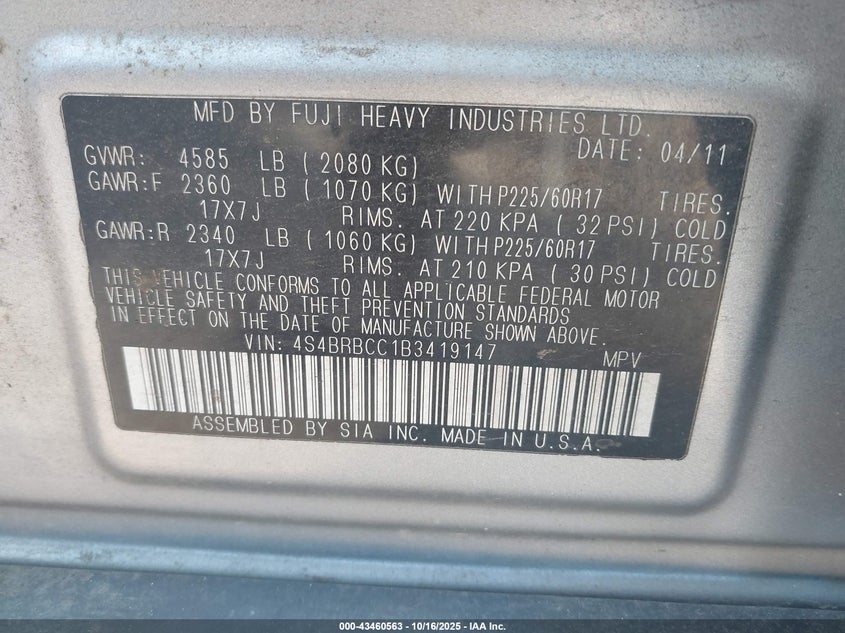 MFD BY FUJI HEAVY INDUSTRIES LTD.
DATE: 04/11
GVWR: 4585 LB ( 2080 KG)
GAWR:F 2360 LB ( 1070 KG) WITH P225/60R17 TIRES.
17X7J RIMS. AT 220 KPA ( 32 PSI) COLD
GAWR:R 2340 LB ( 1060 KG) WITH P225/60R17 TIRES.
17X7J RIMS. AT 210 KPA ( 30 PSI) COLD
THIS VEHICLE CONFORMS TO ALL APPLICABLE FEDERAL MOTOR
VEHICLE SAFETY AND THEFT PREVENTION STANDARDS
IN EFFECT ON THE DATE OF MANUFACTURE SHOWN ABOVE.
VIN: 4S4BRBCC1B3419147 MPV
ASSEMBLED BY SIA INC. MADE IN U.S.A.
000-43460563 - 10/16/2025 - IAA Inc.